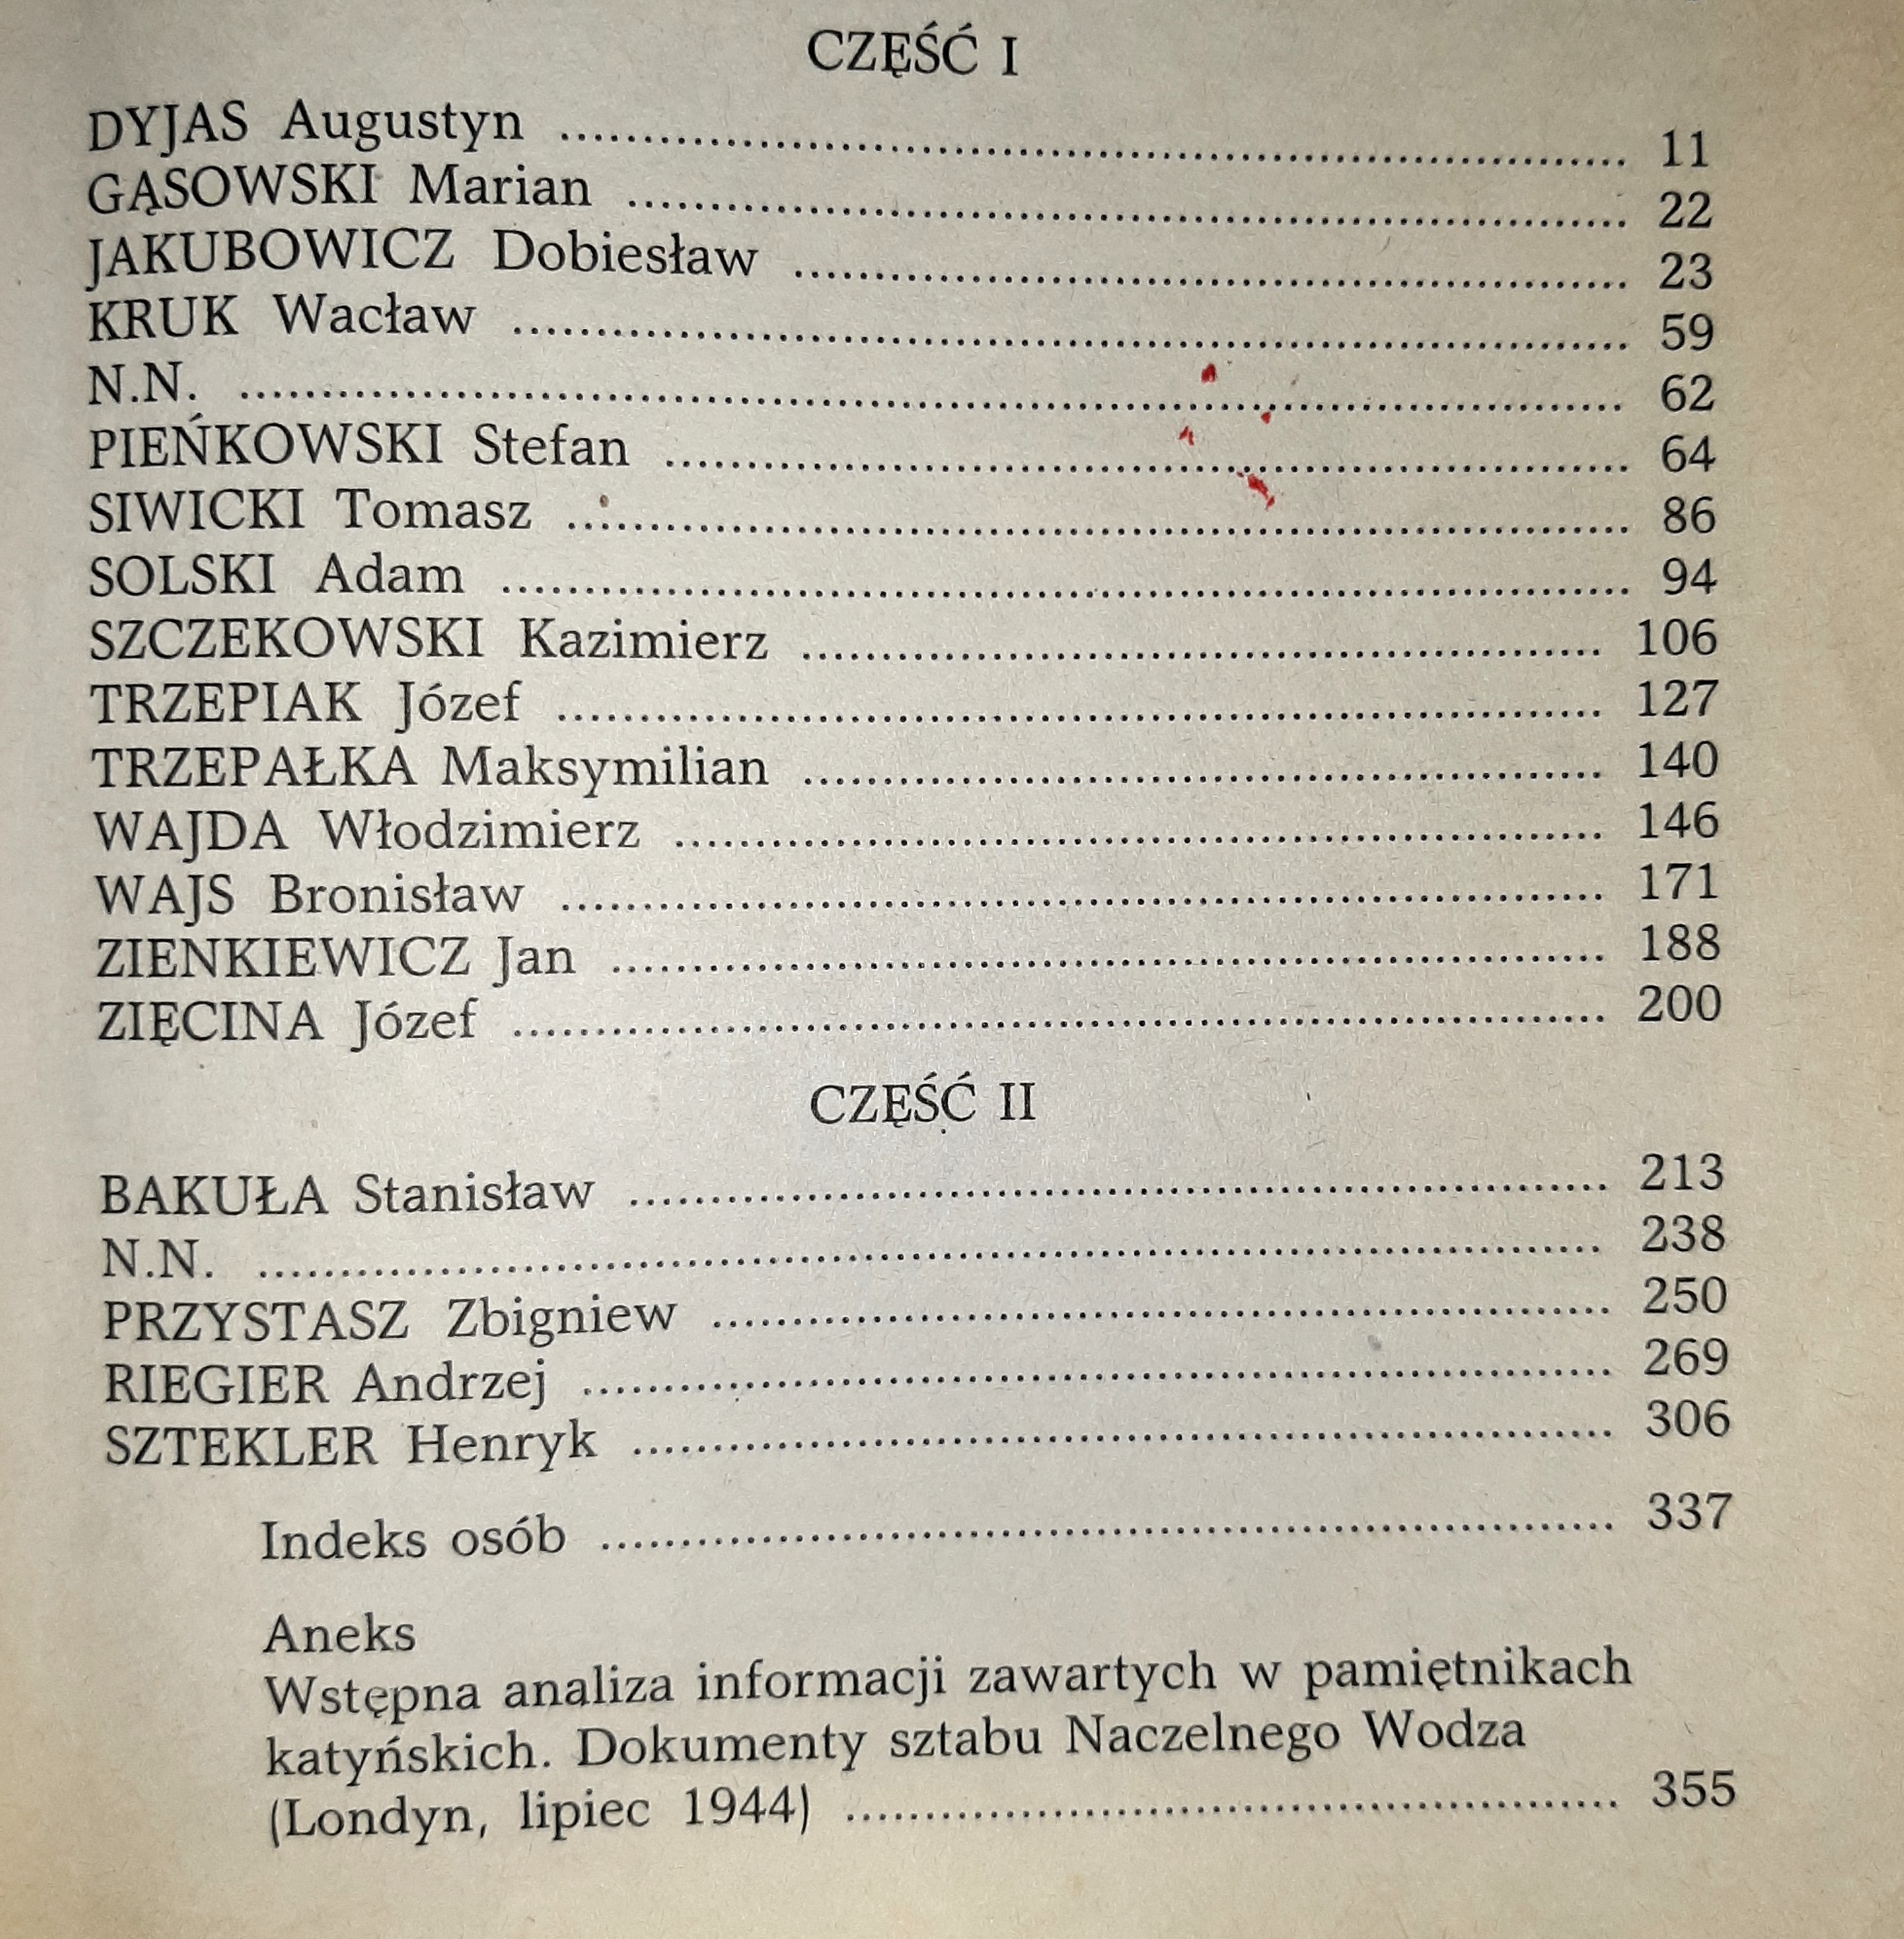 CZĘŚĆ I
DYJAS Augustyn ........................................ 11
GĄSOWSKI Marian ........................................ 22
JAKUBOWICZ Dobiesław ........................................ 23
KRUK Wacław ........................................ 59
N.N. ........................................ 62
PIEŃKOWSKI Stefan ........................................ 64
SIWICKI Tomasz ........................................ 86
SOLSKI Adam ........................................ 94
SZCZEKOWSKI Kazimierz ........................................ 106
TRZEPIAK Józef ........................................ 127
TRZEPAŁKA Maksymilian ........................................ 140
WAJDA Włodzimierz ........................................ 146
WAJS Bronisław ........................................ 171
ZIENKIEWICZ Jan ........................................ 188
ZIĘCINA Józef ........................................ 200
CZĘŚĆ II
BAKUŁA Stanisław ........................................ 213
N.N. ........................................ 238
PRZYSTASZ Zbigniew ........................................ 250
RIEGIER Andrzej ........................................ 269
SZTEKLER Henryk ........................................ 306
Indeks osób ........................................ 337
Aneks
Wstępna analiza informacji zawartych w pamiętnikach
katyńskich. Dokumenty sztabu Naczelnego Wodza
(Londyn, lipiec 1944) ........................................ 355